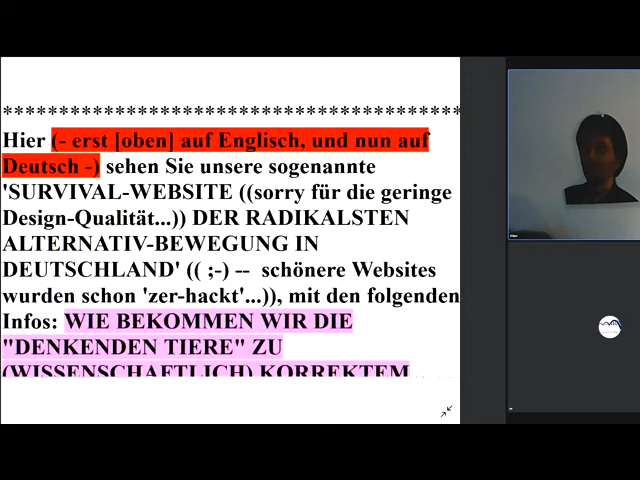 *****************************************
Hier (- erst [oben] auf Englisch, und nun auf
Deutsch -) sehen Sie unsere sogenannte
'SURVIVAL-WEBSITE ((sorry für die geringe
Design-Qualität...)) DER RADIKALSTEN
ALTERNATIV-BEWEGUNG IN
DEUTSCHLAND' (( ;-) -- schönere Websites
wurden schon 'zer-hackt'...)), mit den folgenden
Infos: WIE BEKOMMEN WIR DIE
"DENKENDEN TIERE" ZU
(WISSENSCHAFTLICH) KORREKTEM